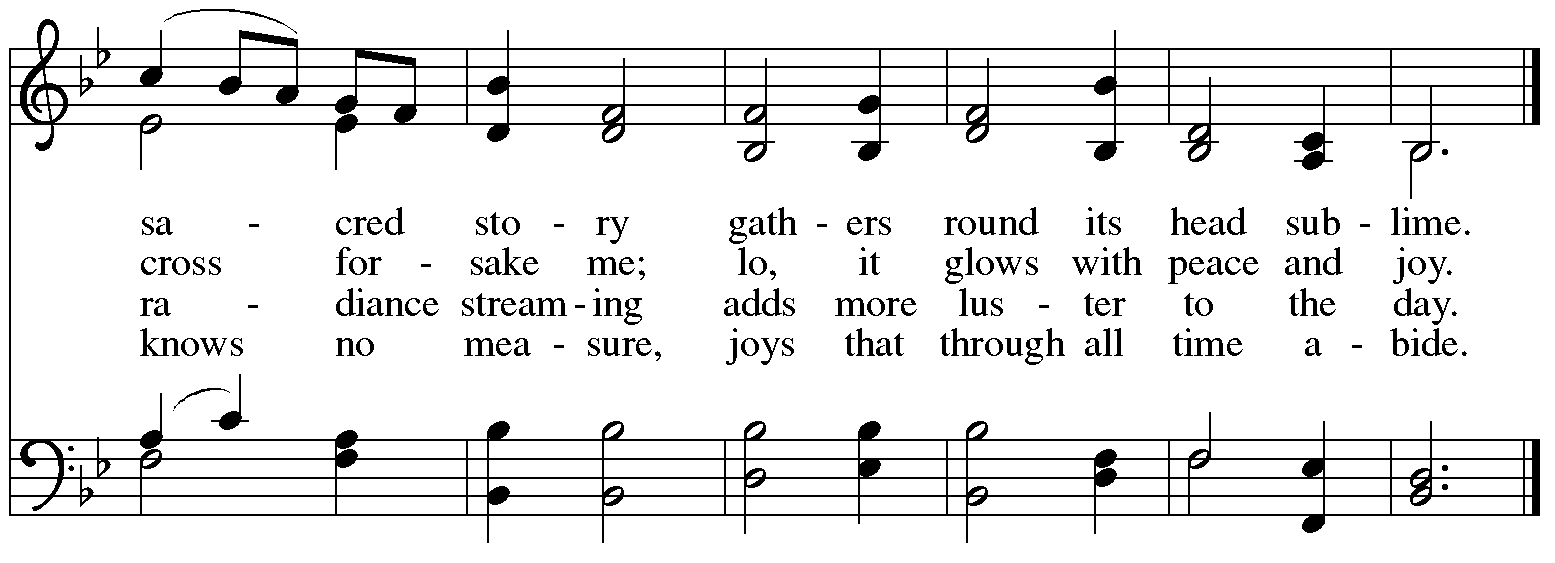 sa - cred sto - ry gath - ers round its head sub - lime.
cross for - sake me; lo, it glows with peace and joy.
ra - diance stream - ing adds more lus - ter to the day.
knows no mea - sure, joys that through all time a - bide.